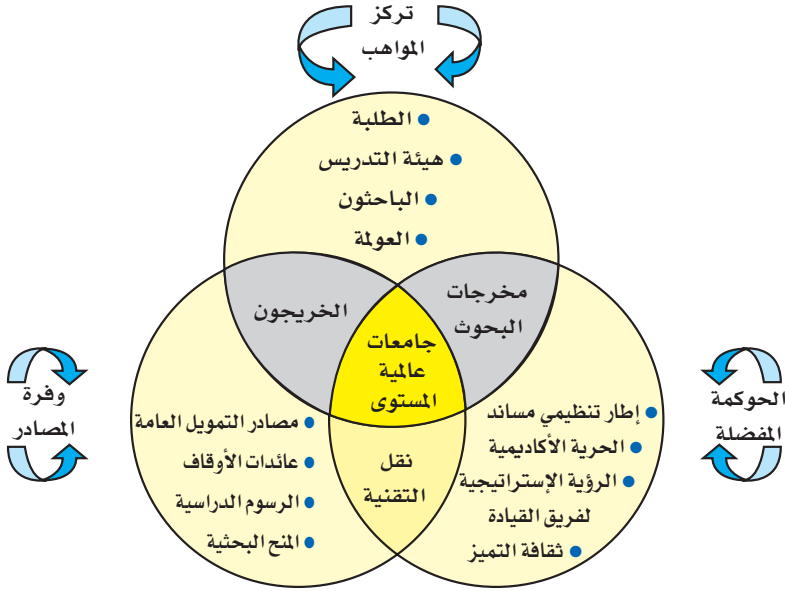 تركز
المواهب
● الطلبة
● هيئة التدريس
● الباحثون
● العولمة
مخرجات
البحوث
الخريجون
جامعات
عالمية
المستوى
الحوكمة
المفضلة
● إطار تنظيمي مساند
● الحرية الأكاديمية
● الرؤية الإستراتيجية
لفريق القيادة
● ثقافة التميز
نقل
التقنية
● مصادر التمويل العامة
● عائدات الأوقاف
● الرسوم الدراسية
● المنح البحثية
وفرة
المصادر